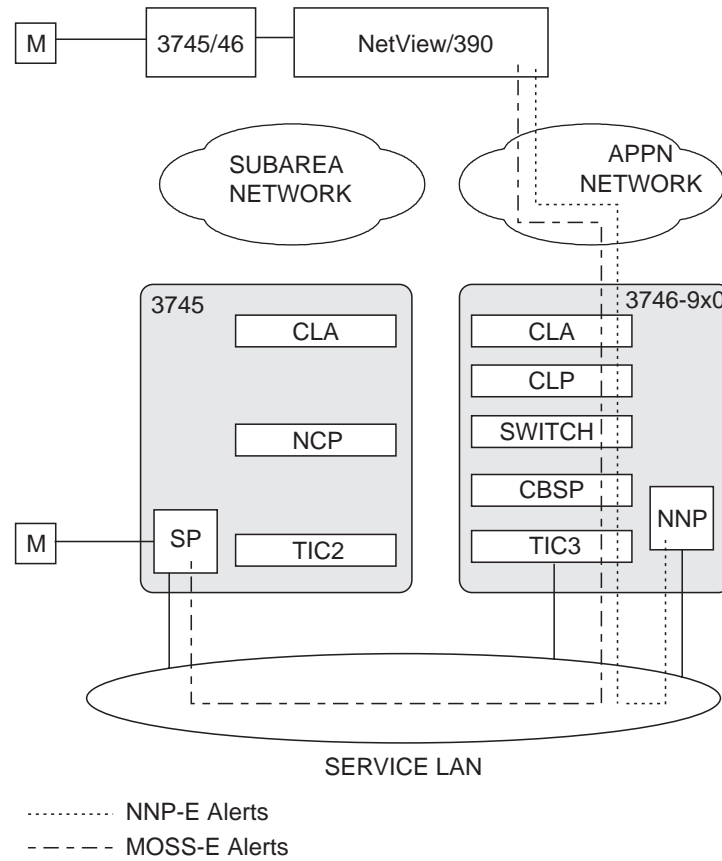 M
3745/46
NetView/390
SUBAREA
NETWORK
APPN
NETWORK
3745
CLA
NCP
SP
TIC2
M
3746-9x0
CLA
CLP
SWITCH
CBSP
NNP
TIC3
SERVICE LAN
NNP-E Alerts
MOSS-E Alerts